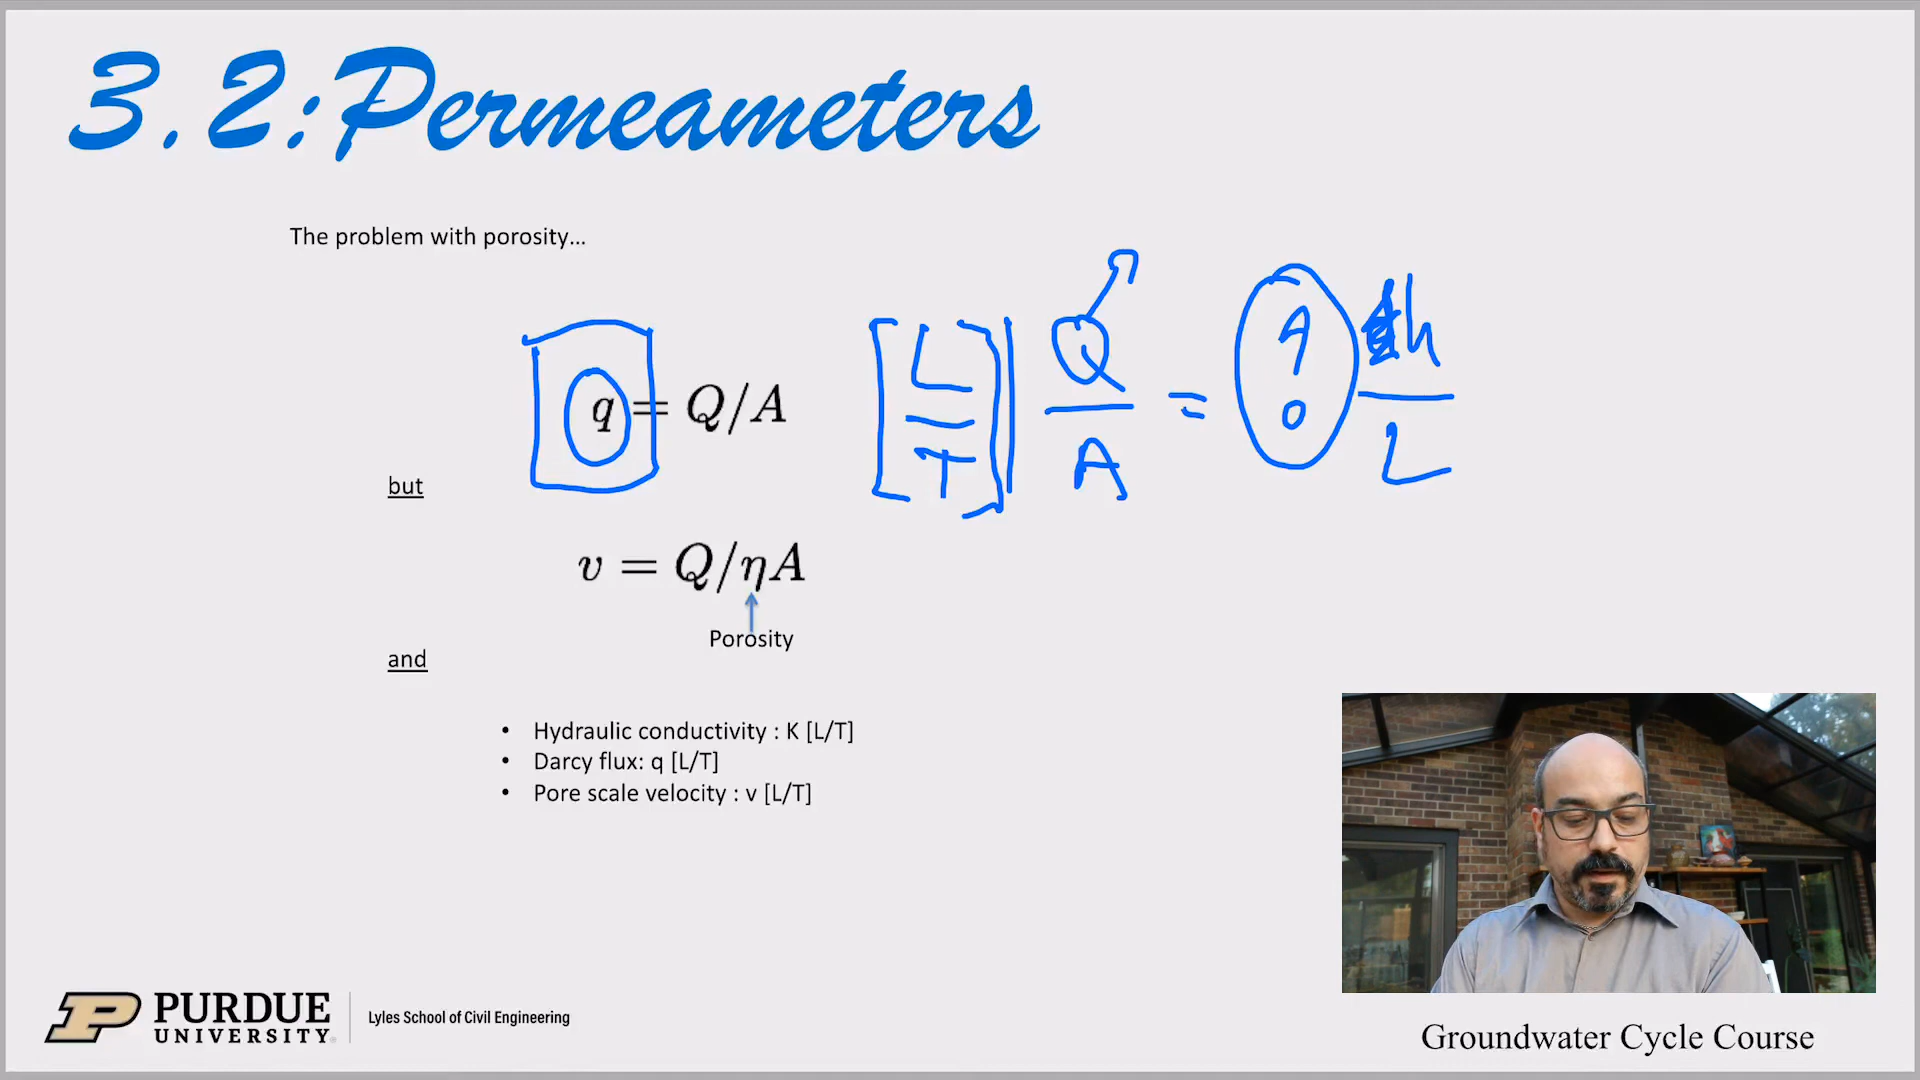 3.2: Permeameters
The problem with porosity...
q = Q/A
[L/T] Q/A = ? h/L
but
v = Q/ηA
Porosity
and
• Hydraulic conductivity : K [L/T]
• Darcy flux: q [L/T]
• Pore scale velocity : v [L/T]
PURDUE UNIVERSITY
Lyles School of Civil Engineering
Groundwater Cycle Course